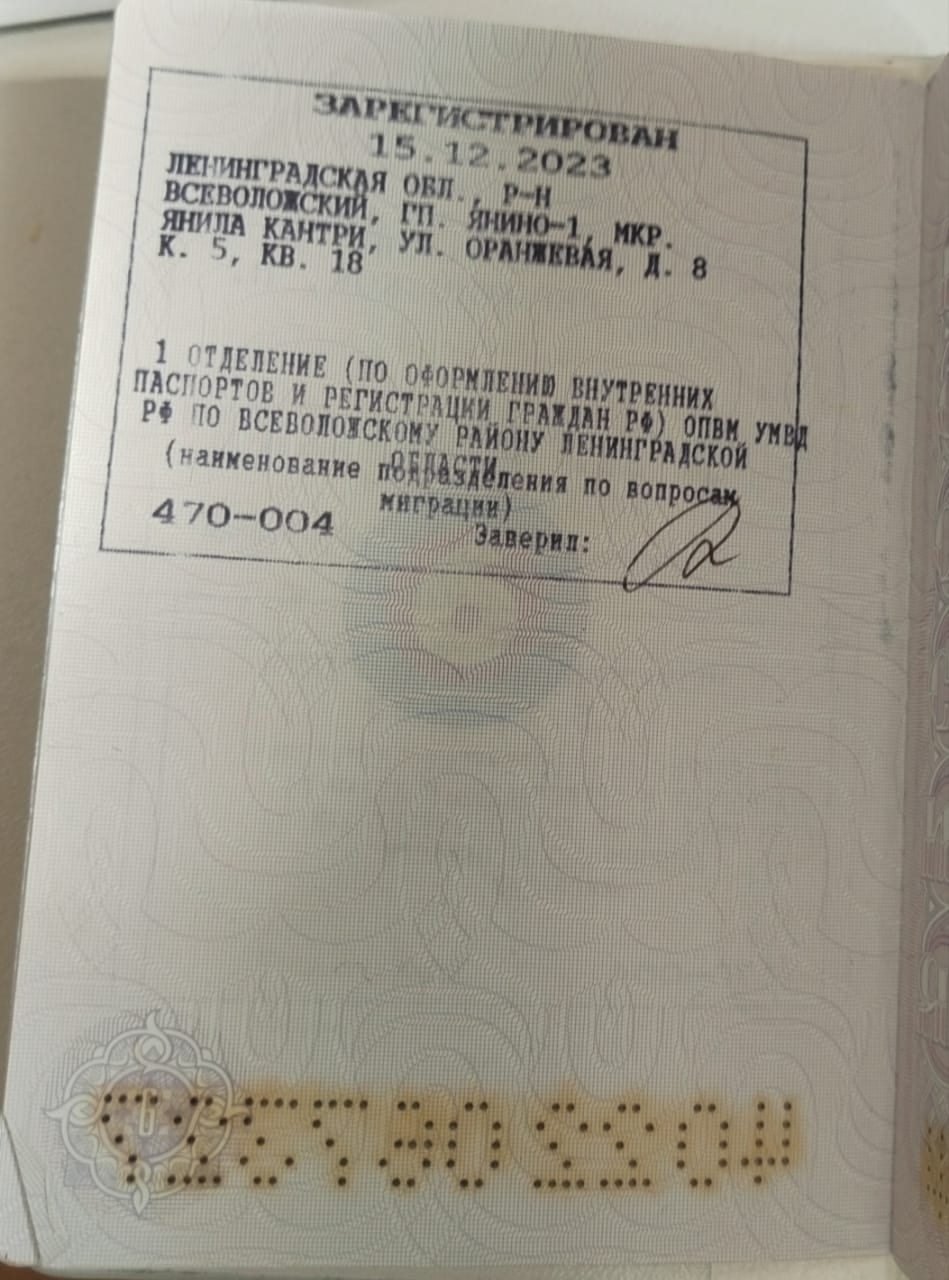 ЗАРЕГИСТРИРОВАН
15.12.2023
ЛЕНИНГРАДСКАЯ ОБЛ., Р-Н
ВСЕВОЛОЖСКИЙ, ГП. ЯНИНО-1, МКР.
ЯНИЛА КАНТРИ, УЛ. ОРАНЖЕВАЯ, Д. 8
К. 5, КВ. 18
1 ОТДЕЛЕНИЕ (ПО ОФОРМЛЕНИЮ ВНУТРЕННИХ
ПАСПОРТОВ И РЕГИСТРАЦИИ ГРАЖДАН РФ) ОПВМ УМВД
РФ ПО ВСЕВОЛОЖСКОМУ РАЙОНУ ЛЕНИНГРАДСКОЙ
ОБЛАСТИ
(наименование подразделения по вопросам
миграции)
470-004 Заверил: